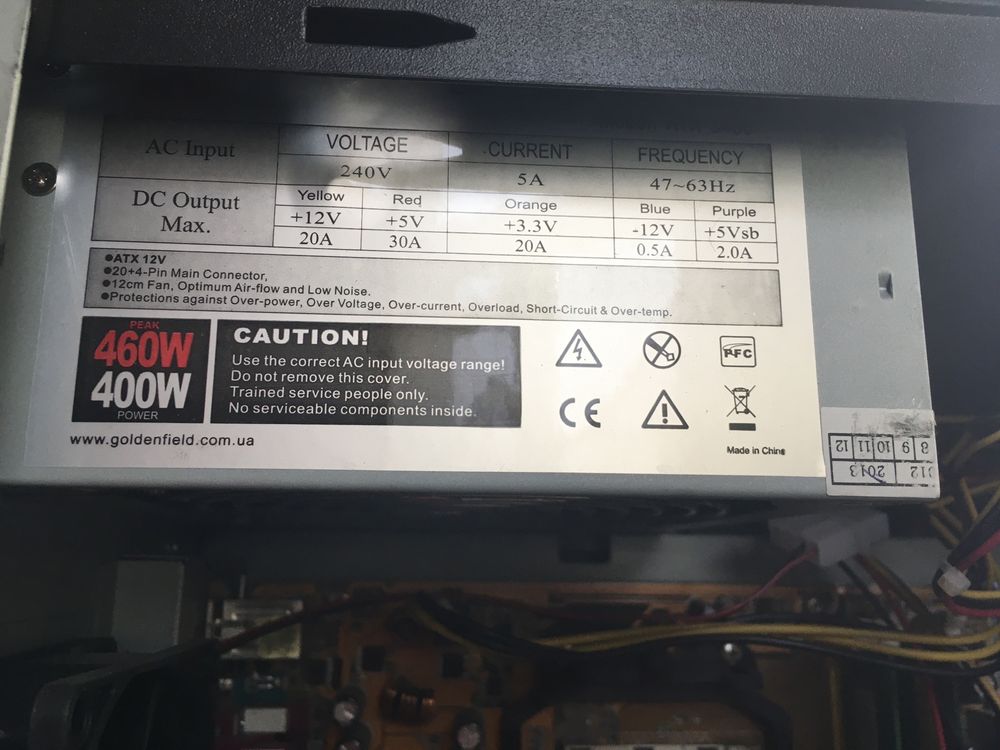 AC Input VOLTAGE CURRENT FREQUENCY
240V 5A 47~63Hz
DC Output Max. Yellow Red Orange Blue Purple
+12V +5V +3.3V -12V +5Vsb
20A 30A 20A 0.5A 2.0A
●ATX 12V
●20+4-Pin Main Connector,
●12cm Fan, Optimum Air-flow and Low Noise.
●Protections against Over-power, Over Voltage, Over-current, Overload, Short-Circuit & Over-temp.
PEAK
460W
400W
POWER
CAUTION!
Use the correct AC input voltage range!
Do not remove this cover.
Trained service people only.
No serviceable components inside.
PFC
CE
www.goldenfield.com.ua
Made in China
8 9 10 11 12
2013